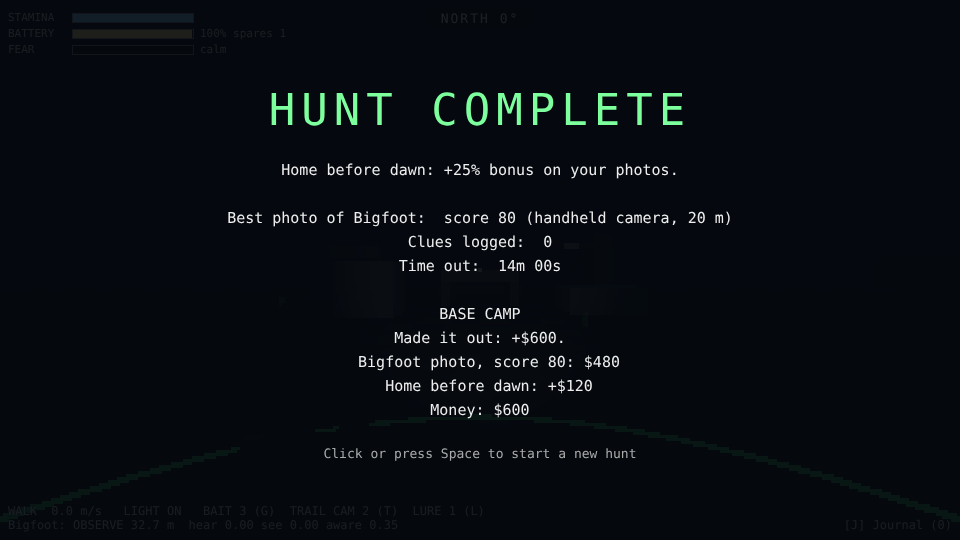 STAMINA
NORTH 0°
BATTERY 100% spares 1
FEAR calm
HUNT COMPLETE
Home before dawn: +25% bonus on your photos.
Best photo of Bigfoot: score 80 (handheld camera, 20 m)
Clues logged: 0
Time out: 14m 00s
BASE CAMP
Made it out: +$600.
Bigfoot photo, score 80: $480
Home before dawn: +$120
Money: $600
Click or press Space to start a new hunt
WALK 0.0 m/s LIGHT ON BAIT 3 (G) TRAIL CAM 2 (T) LURE 1 (L)
Bigfoot: OBSERVE 32.7 m hear 0.00 see 0.00 aware 0.35
[J] Journal (0)